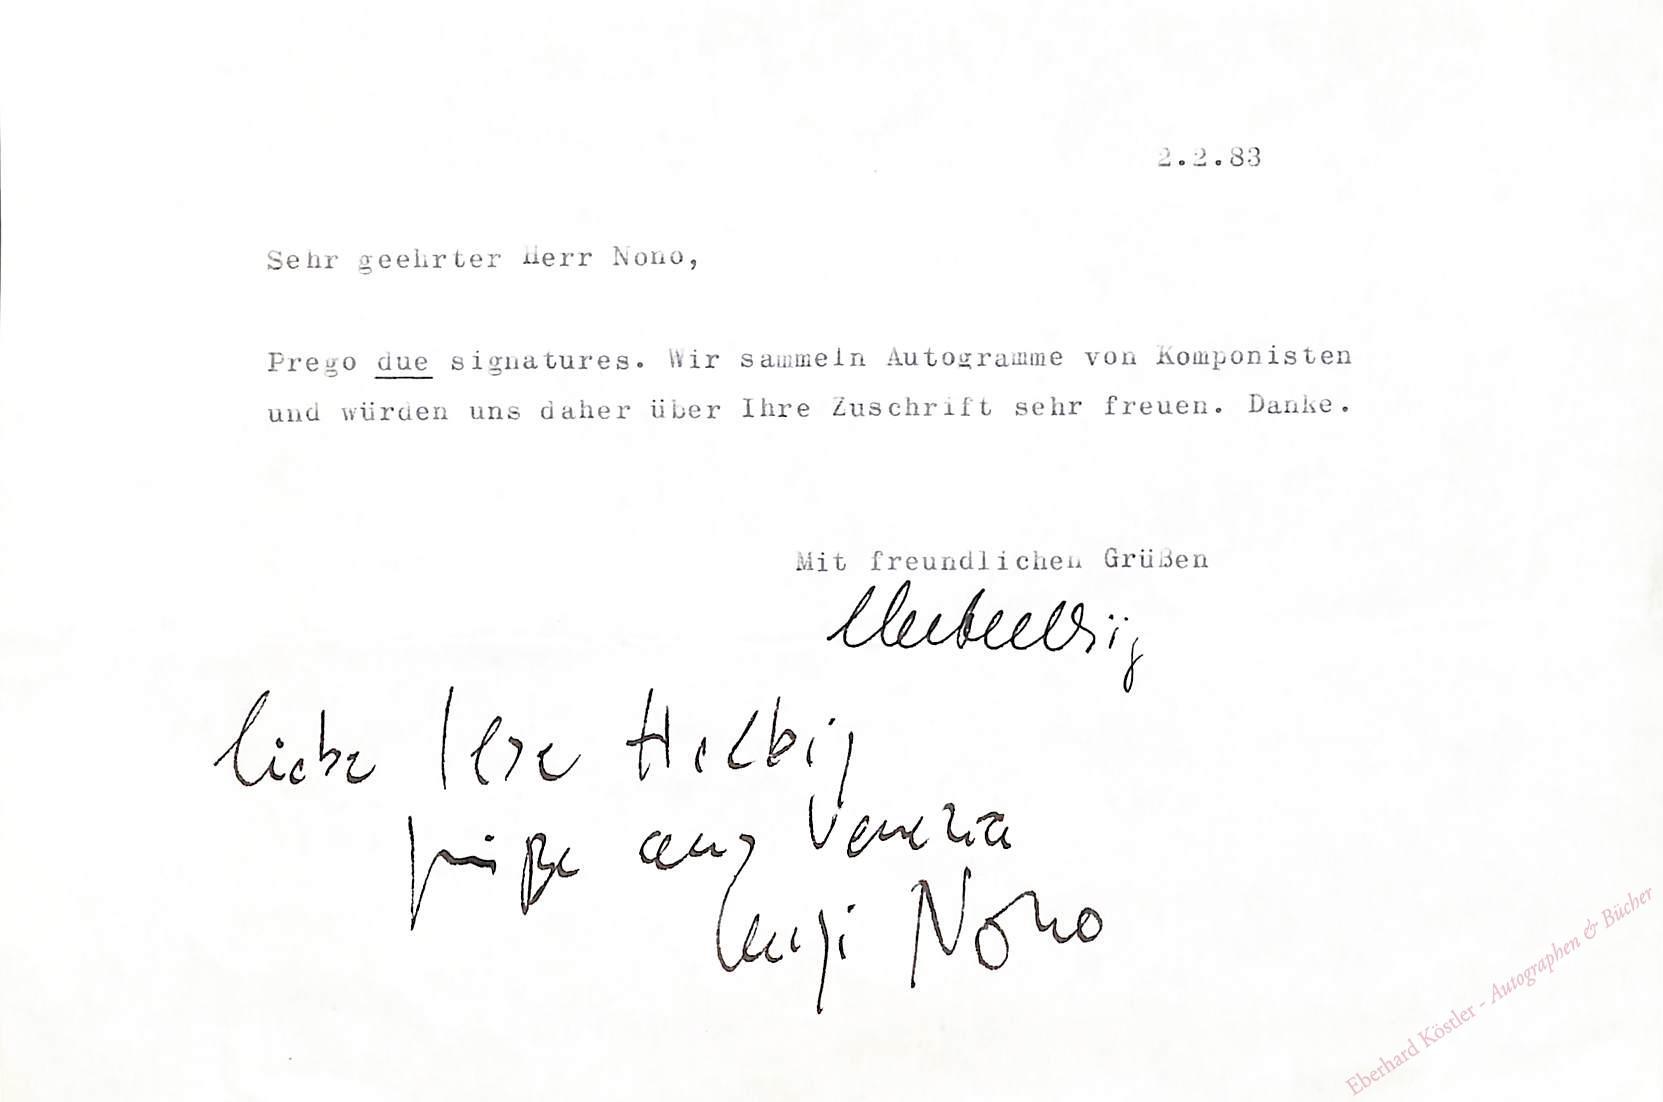 2.2.83
Sehr geehrter Herr Nono,
Prego due signatures. Wir sammeln Autogramme von Komponisten
und würden uns daher über Ihre Zuschrift sehr freuen. Danke.
Mit freundlichen Grüßen
liebe Ilse Helbig
grüße aus Venezia
Luigi Nono
Eberhard Köstler - Autographen & Bücher